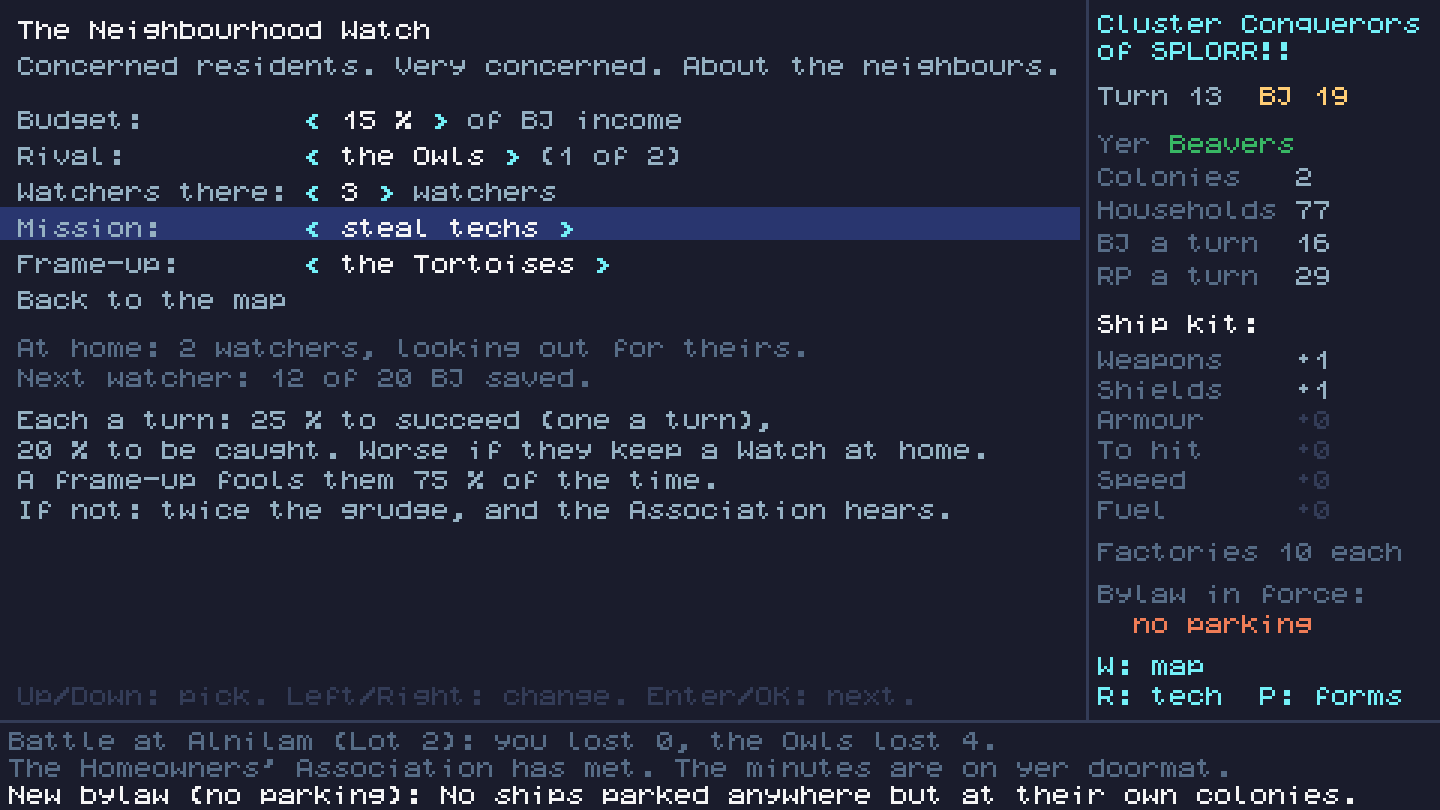 The Neighbourhood Watch
Concerned residents. Very concerned. About the neighbours.
Budget: < 15 % > of BJ income
Rival: < the Owls > (1 of 2)
Watchers there: < 3 > watchers
Mission: < steal techs >
Frame-up: < the Tortoises >
Back to the map
At home: 2 watchers, looking out for theirs.
Next watcher: 12 of 20 BJ saved.
Each a turn: 25 % to succeed (one a turn),
20 % to be caught. Worse if they keep a Watch at home.
A frame-up fools them 75 % of the time.
If not: twice the grudge, and the Association hears.
Up/Down: pick. Left/Right: change. Enter/OK: next.
Cluster Conquerors
of SPLORR!!
Turn 13 BJ 19
Yer Beavers
Colonies 2
Households 77
BJ a turn 16
RP a turn 29
Ship kit:
Weapons +1
Shields +1
Armour +0
To hit +0
Speed +0
Fuel +0
Factories 10 each
Bylaw in force:
no parking
W: map
R: tech P: forms
Battle at Alnilam (Lot 2): you lost 0, the Owls lost 4.
The Homeowners' Association has met. The minutes are on yer doormat.
New bylaw (no parking): No ships parked anywhere but at their own colonies.